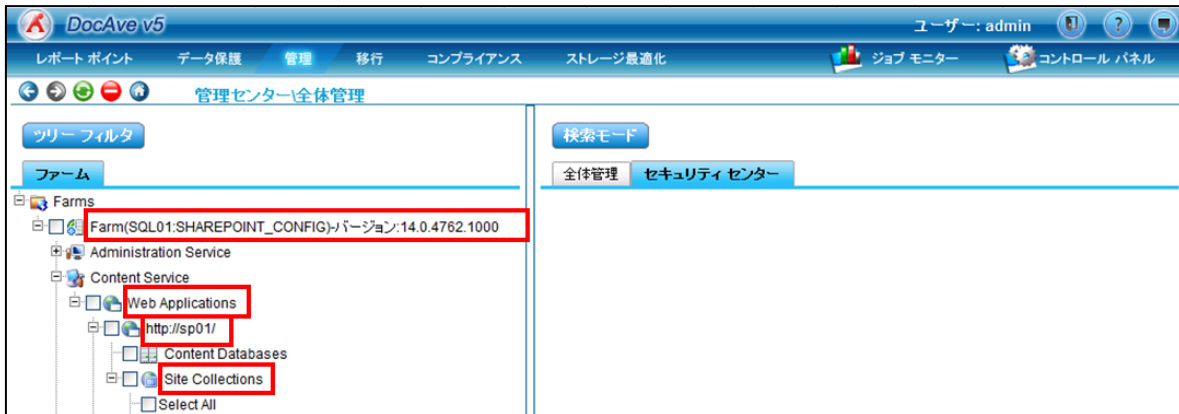 DocAve v5
ユーザー: admin
レポート ポイント データ保護 管理 移行 コンプライアンス ストレージ最適化 ジョブ モニター コントロール パネル
管理センター\全体管理
ツリー フィルタ
検索モード
ファーム
全体管理 セキュリティ センター
Farms
Farm(SQL01:SHAREPOINT_CONFIG)-バージョン:14.0.4762.1000
Administration Service
Content Service
Web Applications
http://sp01/
Content Databases
Site Collections
Select All